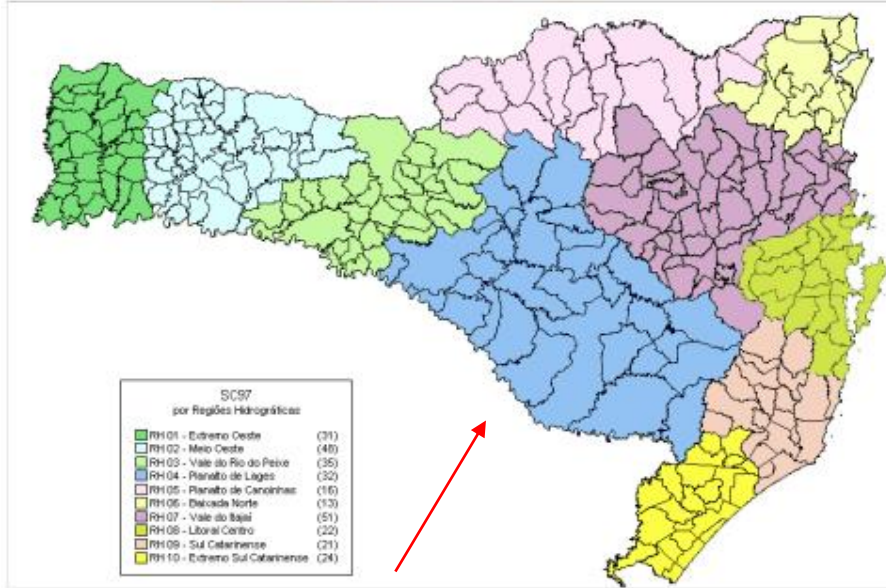 SC97
por Regiões Hidrográficas
RH 01 - Extremo Oeste (31)
RH 02 - Meio Oeste (48)
RH 03 - Vale do Rio do Peixe (35)
RH 04 - Planalto de Lages (32)
RH 05 - Planalto de Canoinhas (16)
RH 06 - Baixada Norte (13)
RH 07 - Vale do Itajaí (51)
RH 08 - Litoral Centro (22)
RH 09 - Sul Catarinense (21)
RH 10 - Extremo Sul Catarinense (24)